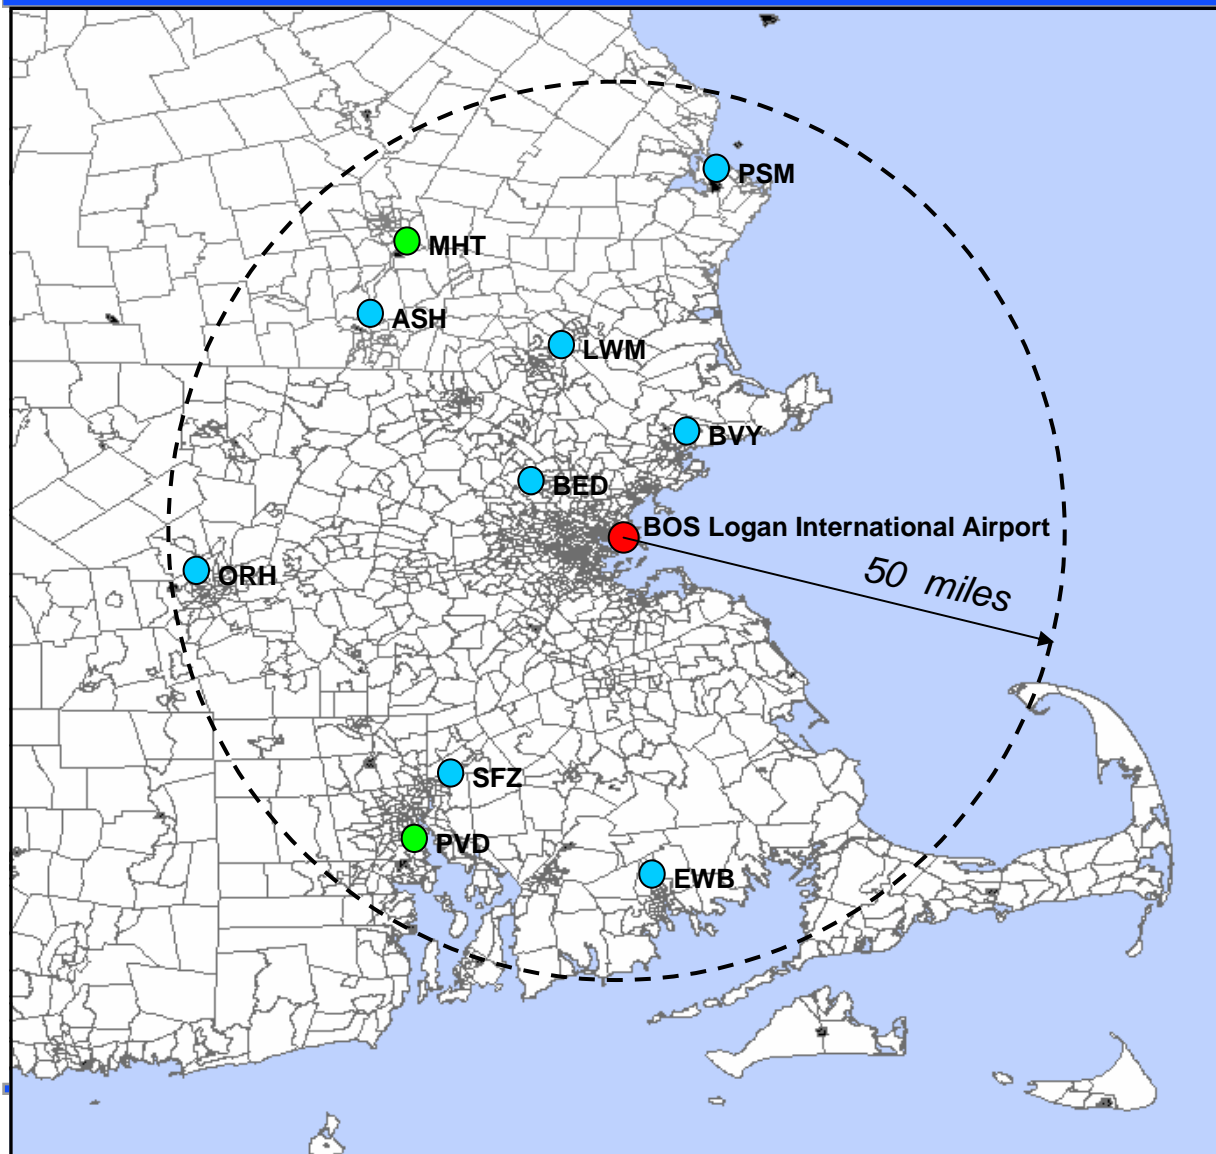 PSM
MHT
ASH
LWM
BVY
BED
BOS Logan International Airport
50 miles
ORH
SFZ
PVD
EWB